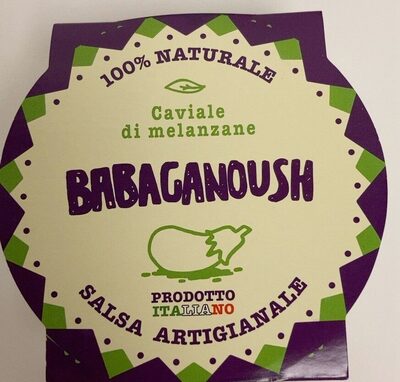 100% NATURALE
Caviale
di melanzane
BABAGANOUSH
PRODOTTO
ITALIANO
SALSA ARTIGIANALE